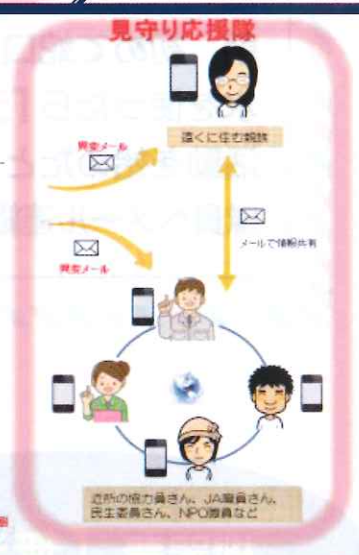 見守り応援隊
遠くに住む親族
異変メール
メールで情報共有
異変メール
近所の協力員さん、JA職員さん、
民生委員さん、NPO職員など